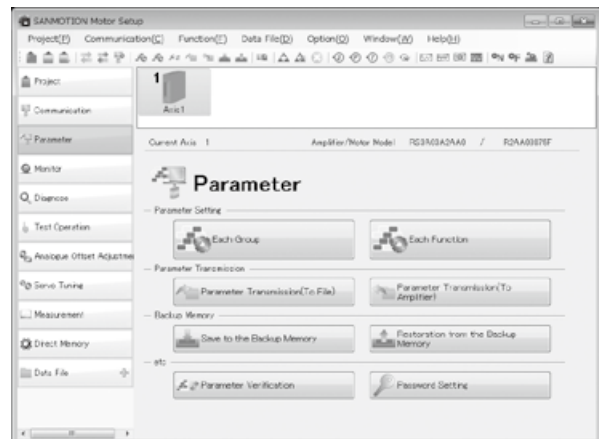 SANMOTION Motor Setup
Project(P) Communication(C) Function(F) Data File(D) Option(O) Window(W) Help(H)
Project
1
Axis1
Communication
Parameter
Current Axis 1 Amplifier/Motor Model RS3A03A2AA0 /
Parameter
Monitor
Diagnose
Parameter Setting
Each Group Each Function
Test Operation
Analogue Offset Adjustme
Parameter Transmission
Servo Tuning
Parameter Transmission(To File) Parameter Transmission(To
Amplifier)
Measurement
Backup Memory
Direct Memory
Save to the Backup Memory Restoration from the Backup
Memory
Data File
etc
Parameter Verification Password Setting